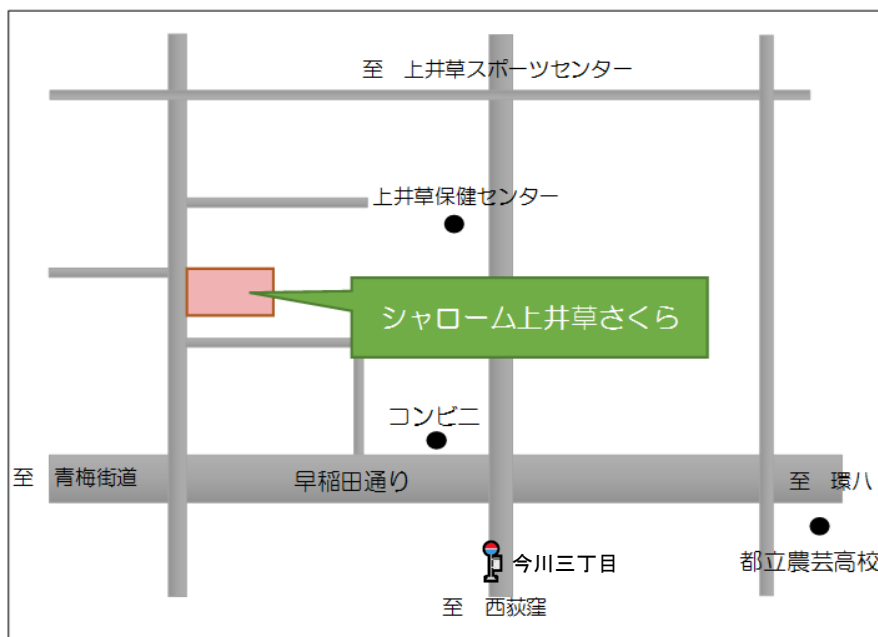 至　上井草スポーツセンター
上井草保健センター
シャローム上井草さくら
コンビニ
至　青梅街道
早稲田通り
至　環八
今川三丁目
都立農芸高校
至　西荻窪